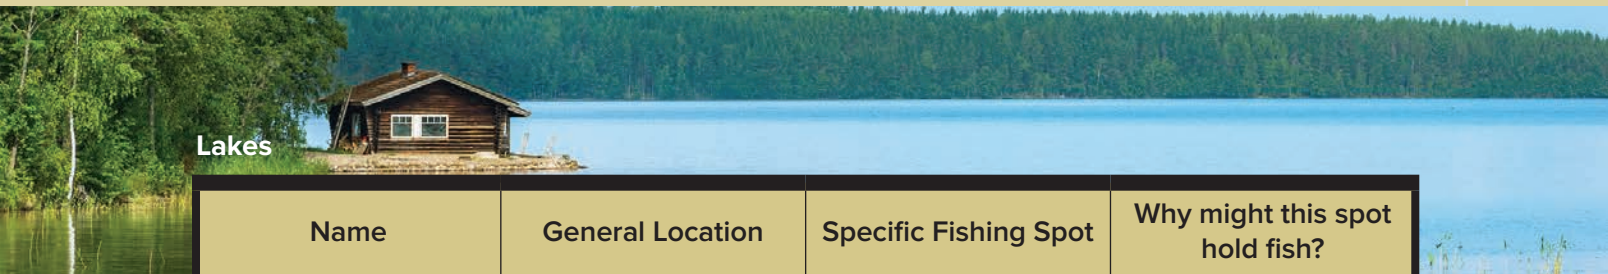 Lakes
Name
General Location
Specific Fishing Spot
Why might this spot
hold fish?